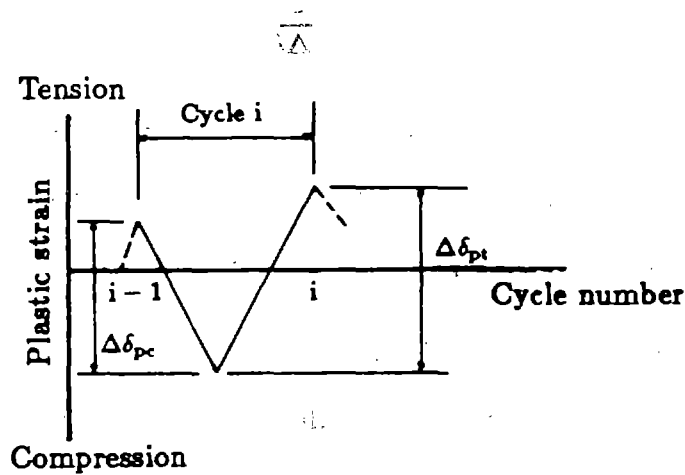 Tension
Cycle i
Plastic strain
Δδpt
i – 1
i
Cycle number
Δδpc
Compression